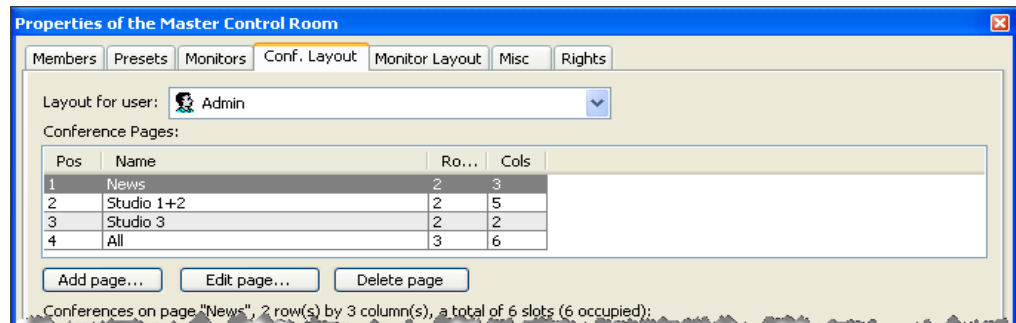 Properties of the Master Control Room
Members Presets Monitors Conf. Layout Monitor Layout Misc Rights
Layout for user: Admin
Conference Pages:
Pos Name Ro... Cols
1 News 2 3
2 Studio 1+2 2 5
3 Studio 3 2 2
4 All 3 6
Add page... Edit page... Delete page
Conferences on page "News", 2 row(s) by 3 column(s), a total of 6 slots (6 occupied):